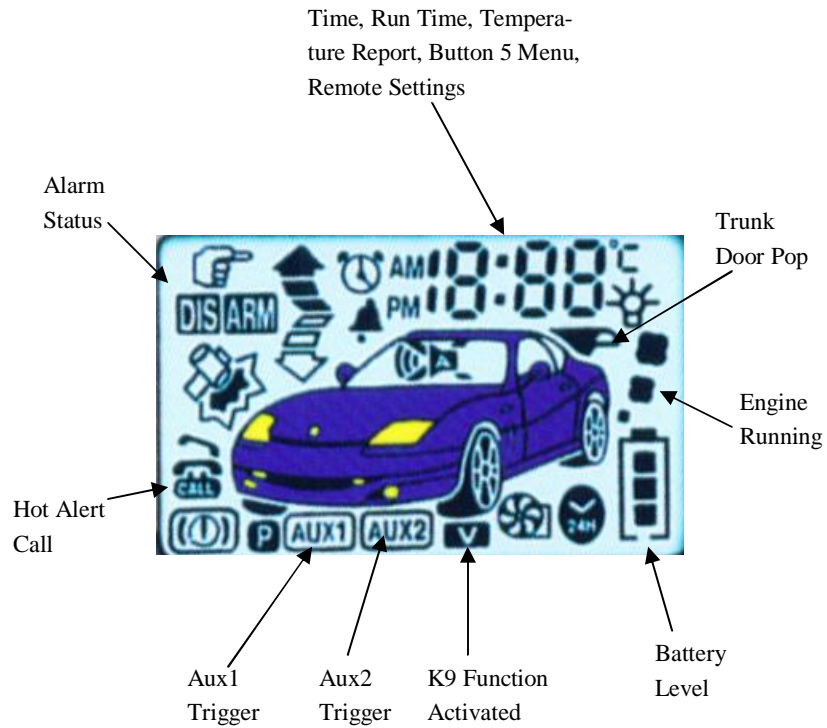 Time, Run Time, Tempera-
ture Report, Button 5 Menu,
Remote Settings
Alarm
Status
Trunk
Door Pop
AM 18:88 °C
PM
DIS ARM
A
Engine
Running
CALL
Hot Alert
Call
P AUX1 AUX2 V 24H
Aux1
Trigger
Aux2
Trigger
K9 Function
Activated
Battery
Level